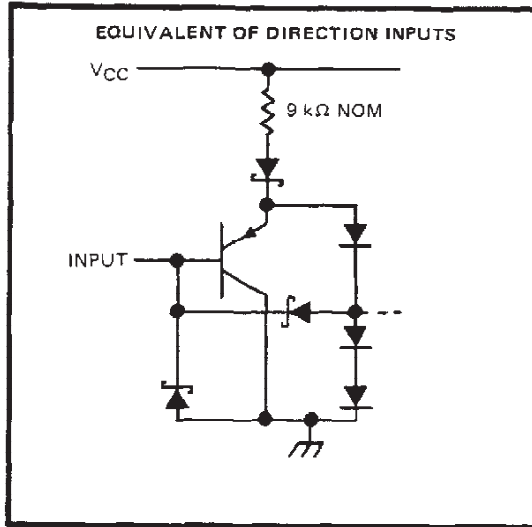 EQUIVALENT OF DIRECTION INPUTS
VCC
9 kΩ NOM
INPUT